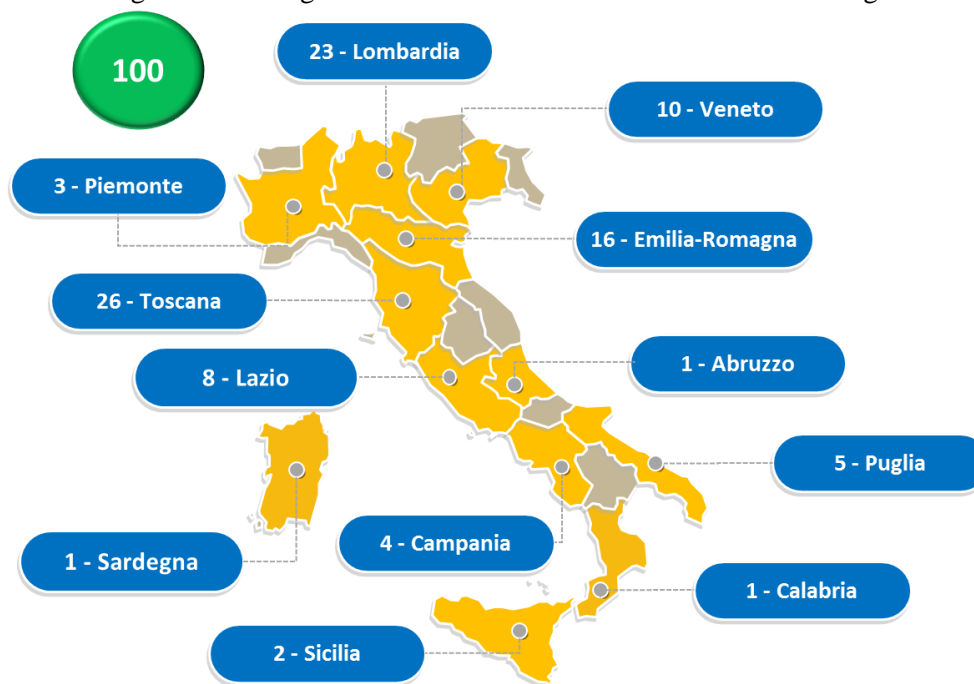 23 - Lombardia
100
10 - Veneto
3 - Piemonte
16 - Emilia-Romagna
26 - Toscana
1 - Abruzzo
8 - Lazio
5 - Puglia
4 - Campania
1 - Sardegna
1 - Calabria
2 - Sicilia